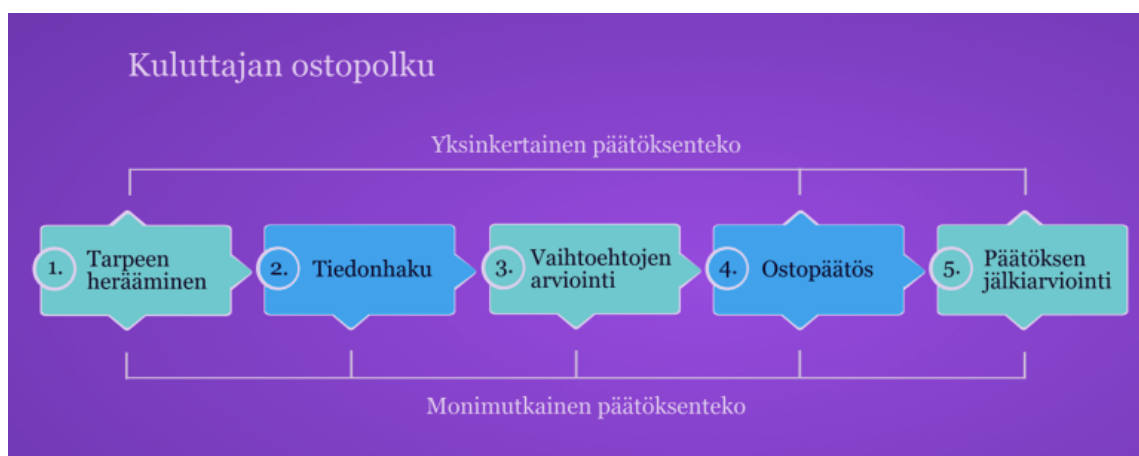 Kuluttajan ostopolku
Yksinkertainen päätöksenteko
1. Tarpeen
herääminen
2. Tiedonhaku
3. Vaihtoehtojen
arviointi
4. Ostopäätös
5. Päätöksen
jälkiarviointi
Monimutkainen päätöksenteko